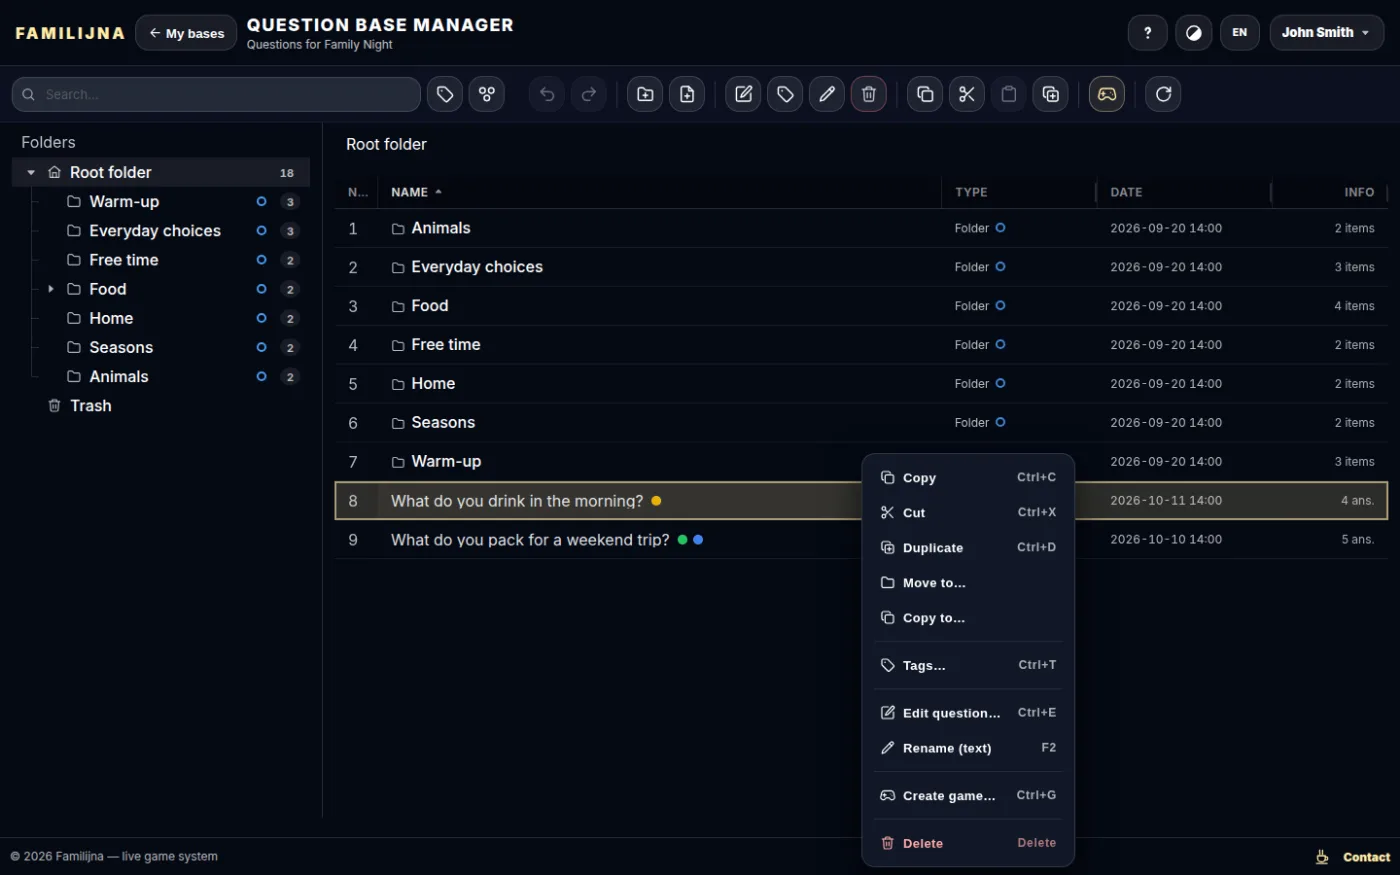 FAMILIJNA
← My bases
QUESTION BASE MANAGER
Questions for Family Night
?
EN
John Smith
Search...
Folders
Root folder 18
Warm-up 3
Everyday choices 3
Free time 2
Food 2
Home 2
Seasons 2
Animals 2
Trash
Root folder
N... NAME TYPE DATE INFO
1 Animals Folder 2026-09-20 14:00 2 items
2 Everyday choices Folder 2026-09-20 14:00 3 items
3 Food Folder 2026-09-20 14:00 4 items
4 Free time Folder 2026-09-20 14:00 2 items
5 Home Folder 2026-09-20 14:00 2 items
6 Seasons Folder 2026-09-20 14:00 2 items
7 Warm-up 2026-09-20 14:00 3 items
8 What do you drink in the morning? 2026-10-11 14:00 4 ans.
9 What do you pack for a weekend trip? 2026-10-10 14:00 5 ans.
Copy Ctrl+C
Cut Ctrl+X
Duplicate Ctrl+D
Move to...
Copy to...
Tags... Ctrl+T
Edit question... Ctrl+E
Rename (text) F2
Create game... Ctrl+G
Delete Delete
© 2026 Familijna — live game system
Contact